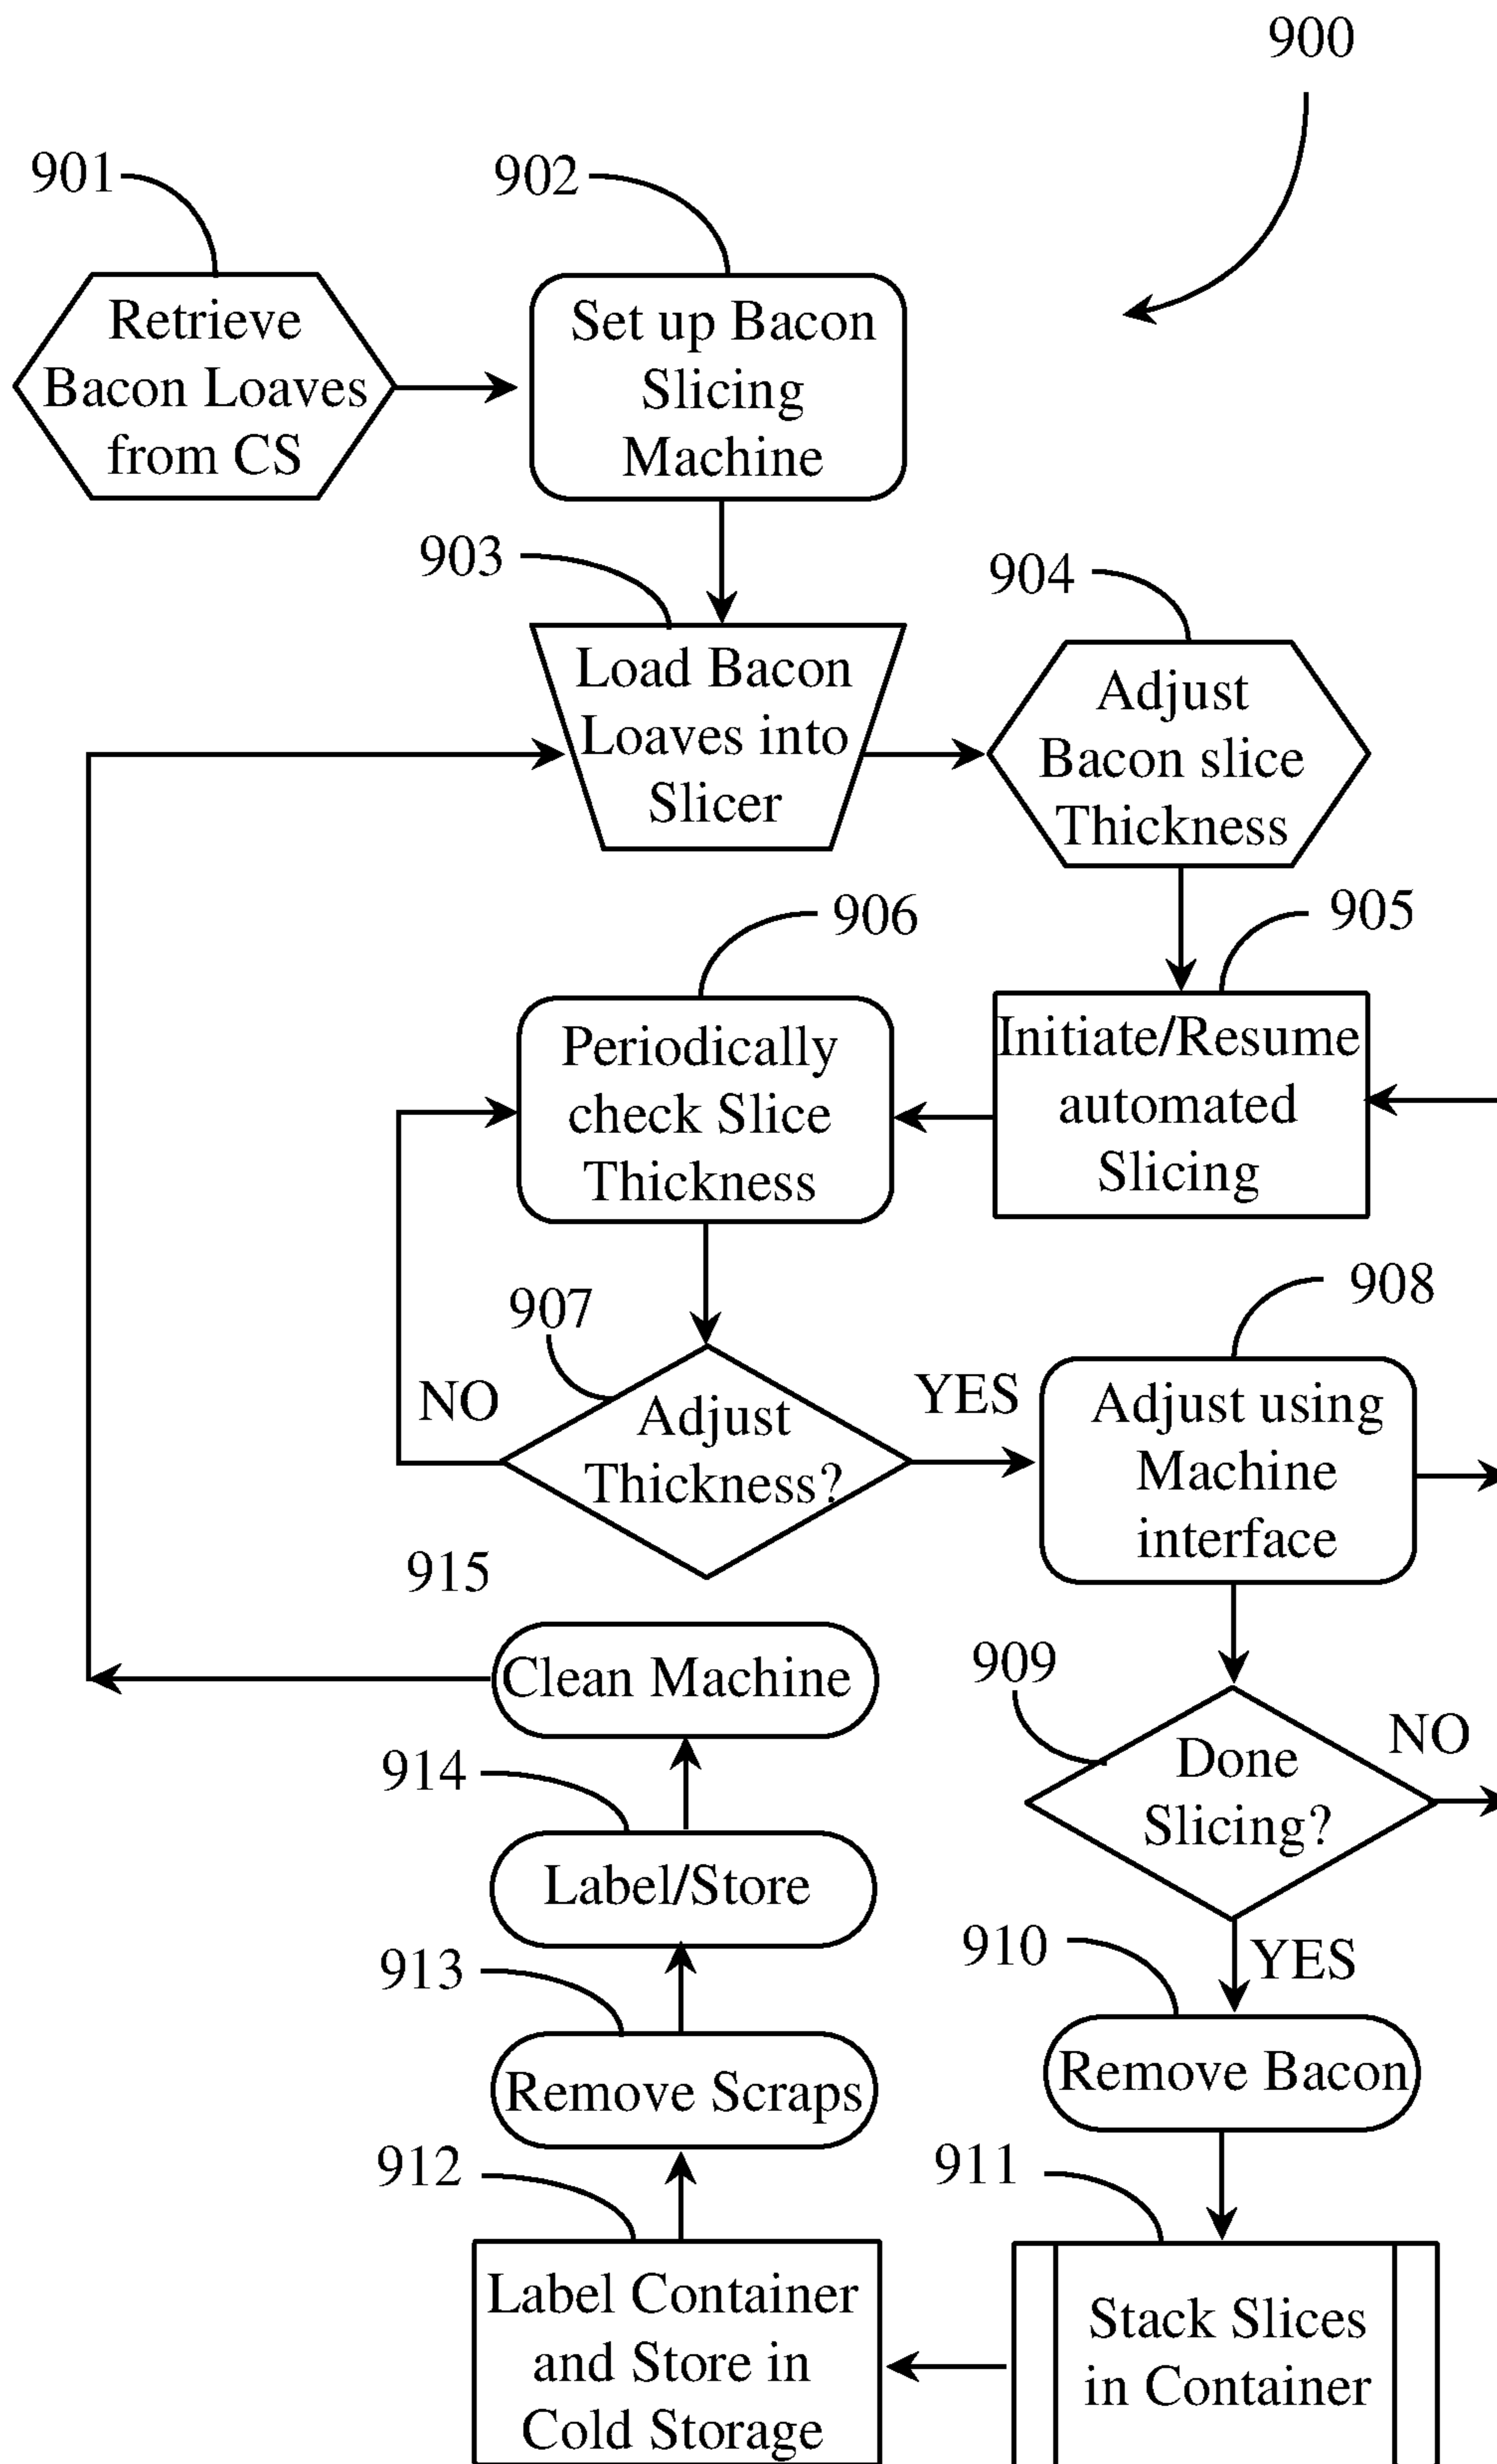 900
901
902
Retrieve
Bacon Loaves
from CS
Set up Bacon
Slicing
Machine
903
904
Load Bacon
Loaves into
Slicer
Adjust
Bacon slice
Thickness
906
905
Periodically
check Slice
Thickness
Initiate/Resume
automated
Slicing
907
908
NO
Adjust
Thickness?
YES
Adjust using
Machine
interface
915
Clean Machine
909
Done
Slicing?
NO
914
Label/Store
910
YES
913
Remove Scraps
Remove Bacon
912
911
Label Container
and Store in
Cold Storage
Stack Slices
in Container